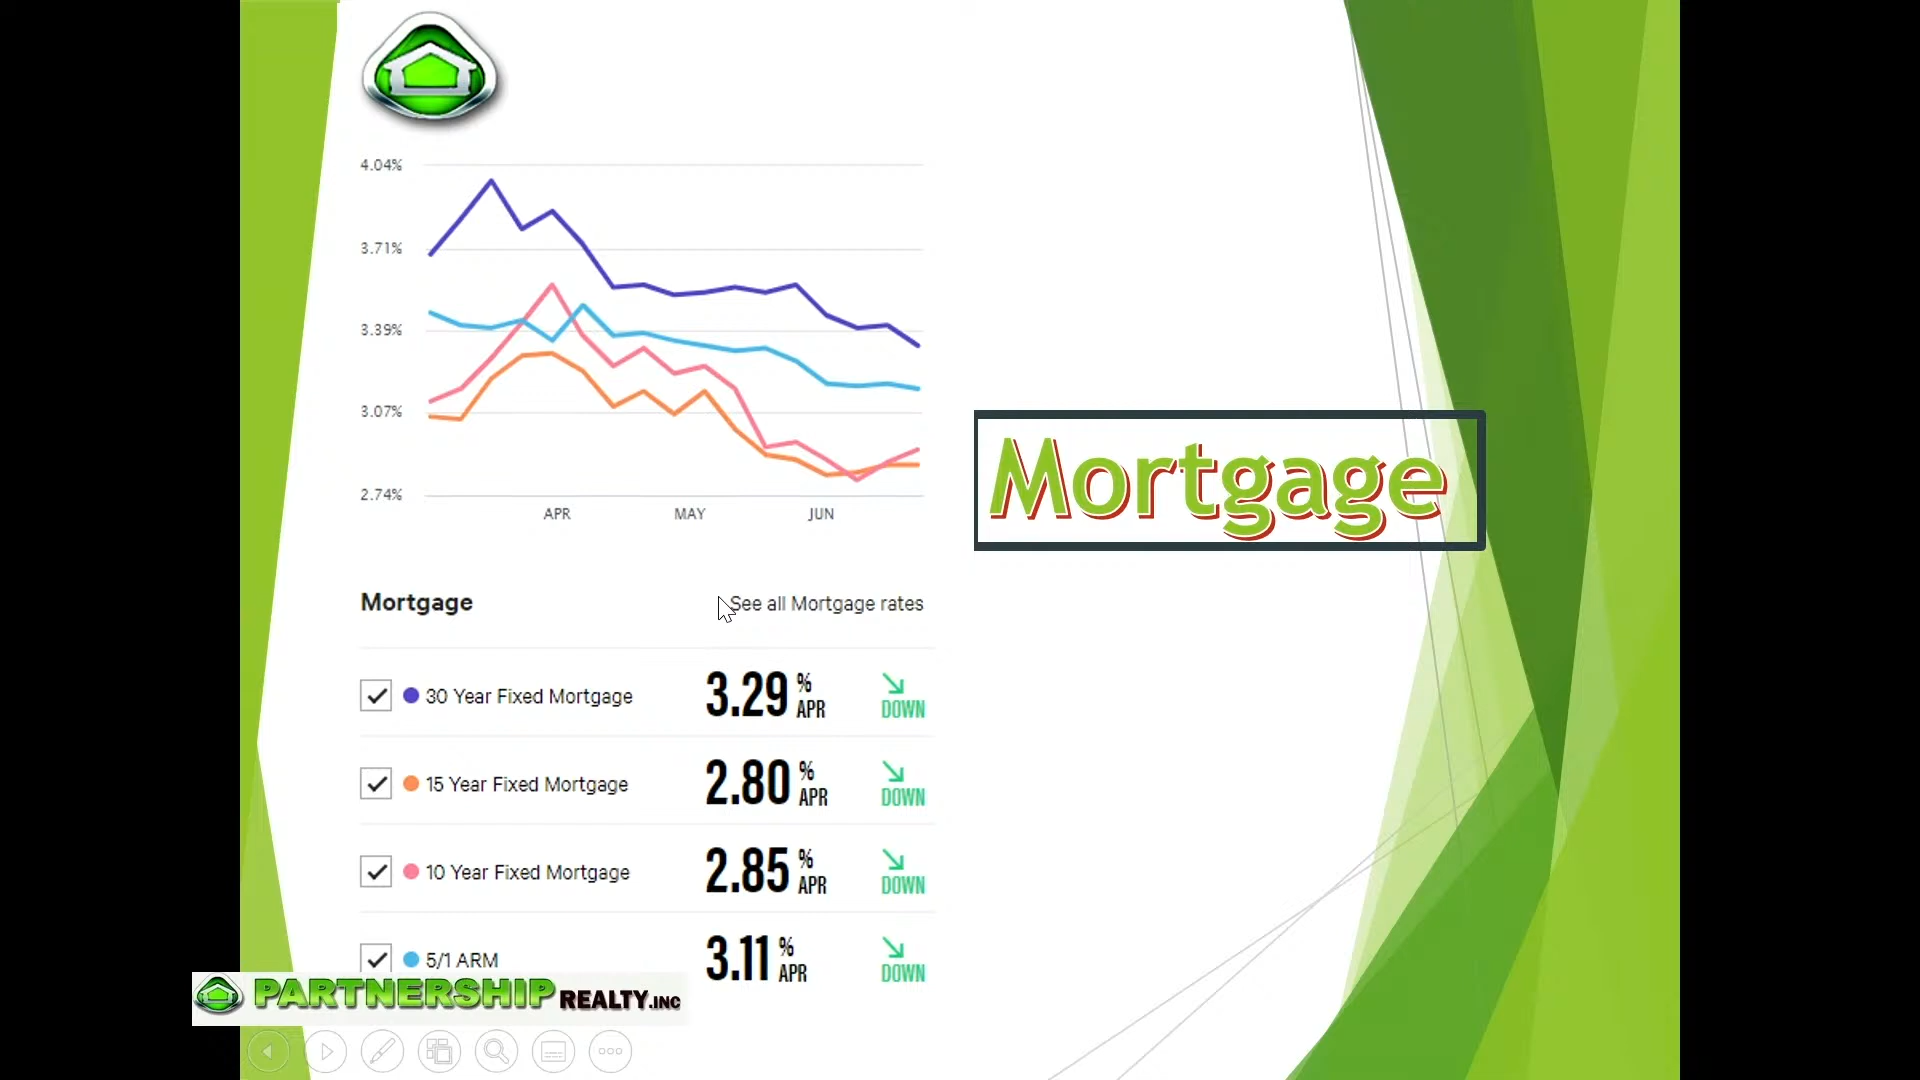 4.04%
3.71%
3.39%
3.07%
2.74%
APR MAY JUN
Mortgage
Mortgage See all Mortgage rates
30 Year Fixed Mortgage 3.29 % APR DOWN
15 Year Fixed Mortgage 2.80 % APR DOWN
10 Year Fixed Mortgage 2.85 % APR DOWN
5/1 ARM 3.11 % APR DOWN
PARTNERSHIP REALTY.INC